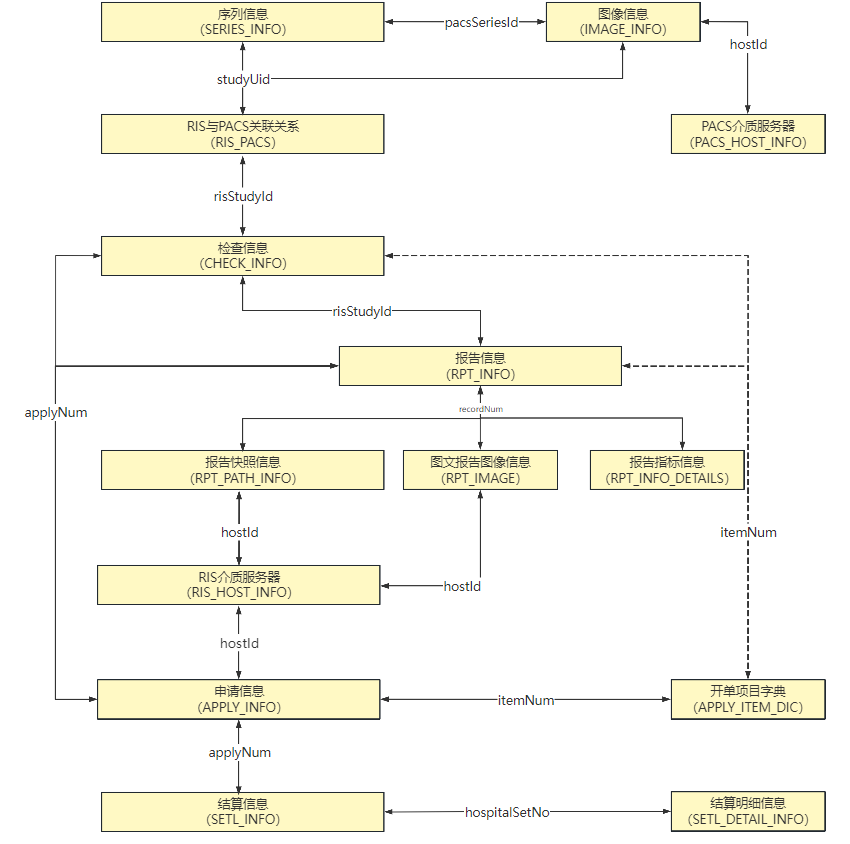 序列信息
（SERIES_INFO）
pacsSeriesId
图像信息
（IMAGE_INFO）
hostId
studyUid
RIS与PACS关联关系
（RIS_PACS）
PACS介质服务器
（PACS_HOST_INFO）
risStudyId
检查信息
（CHECK_INFO）
risStudyId
报告信息
（RPT_INFO）
applyNum
recordNum
报告快照信息
（RPT_PATH_INFO）
图文报告图像信息
（RPT_IMAGE）
报告指标信息
（RPT_INFO_DETAILS）
hostId
itemNum
RIS介质服务器
（RIS_HOST_INFO）
hostId
hostId
申请信息
（APPLY_INFO）
itemNum
开单项目字典
（APPLY_ITEM_DIC）
applyNum
结算信息
（SETL_INFO）
hospitalSetNo
结算明细信息
（SETL_DETAIL_INFO）